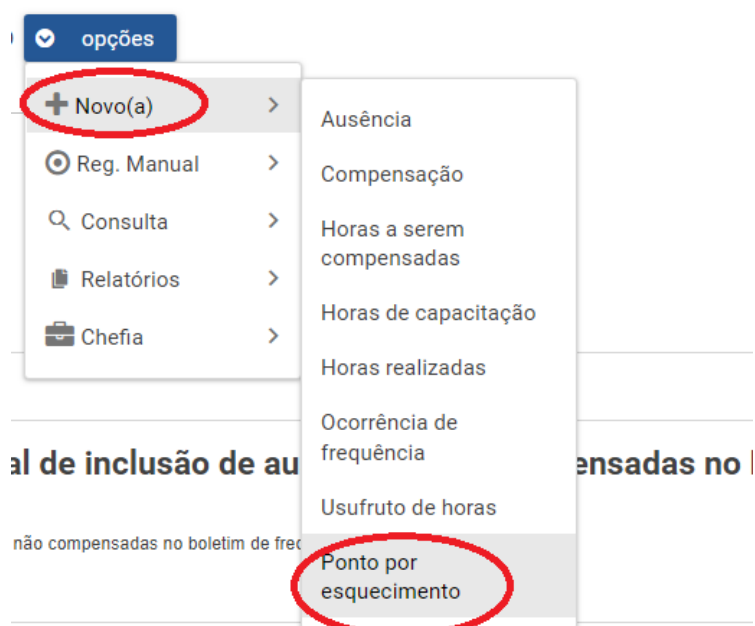 opções
Novo(a)
Reg. Manual
Consulta
Relatórios
Chefia
Ausência
Compensação
Horas a serem
compensadas
Horas de capacitação
Horas realizadas
Ocorrência de
frequência
Usufruto de horas
Ponto por
esquecimento
al de inclusão de au ensadas no
não compensadas no boletim de freq